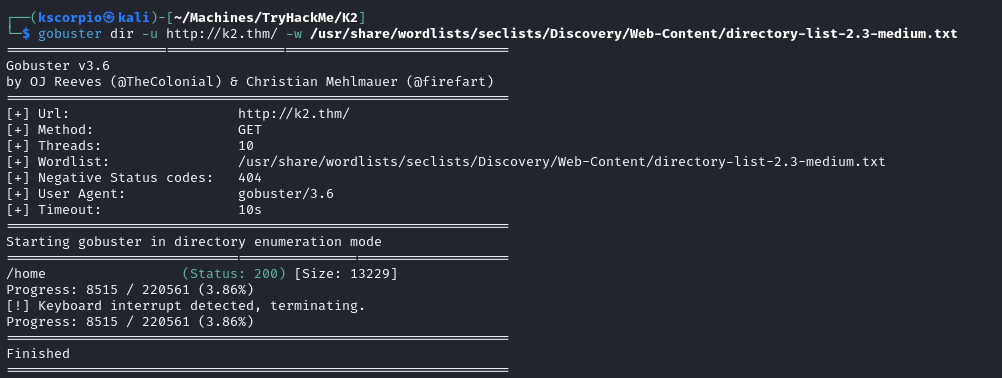 ┌──(kscorpio㉿kali)-[~/Machines/TryHackMe/K2]
└─$ gobuster dir -u http://k2.thm/ -w /usr/share/wordlists/seclists/Discovery/Web-Content/directory-list-2.3-medium.txt
===============================================================
Gobuster v3.6
by OJ Reeves (@TheColonial) & Christian Mehlmauer (@firefart)
===============================================================
[+] Url:                     http://k2.thm/
[+] Method:                  GET
[+] Threads:                 10
[+] Wordlist:                /usr/share/wordlists/seclists/Discovery/Web-Content/directory-list-2.3-medium.txt
[+] Negative Status codes:   404
[+] User Agent:              gobuster/3.6
[+] Timeout:                 10s
===============================================================
Starting gobuster in directory enumeration mode
===============================================================
/home                 (Status: 200) [Size: 13229]
Progress: 8515 / 220561 (3.86%)
[!] Keyboard interrupt detected, terminating.
Progress: 8515 / 220561 (3.86%)
===============================================================
Finished
===============================================================